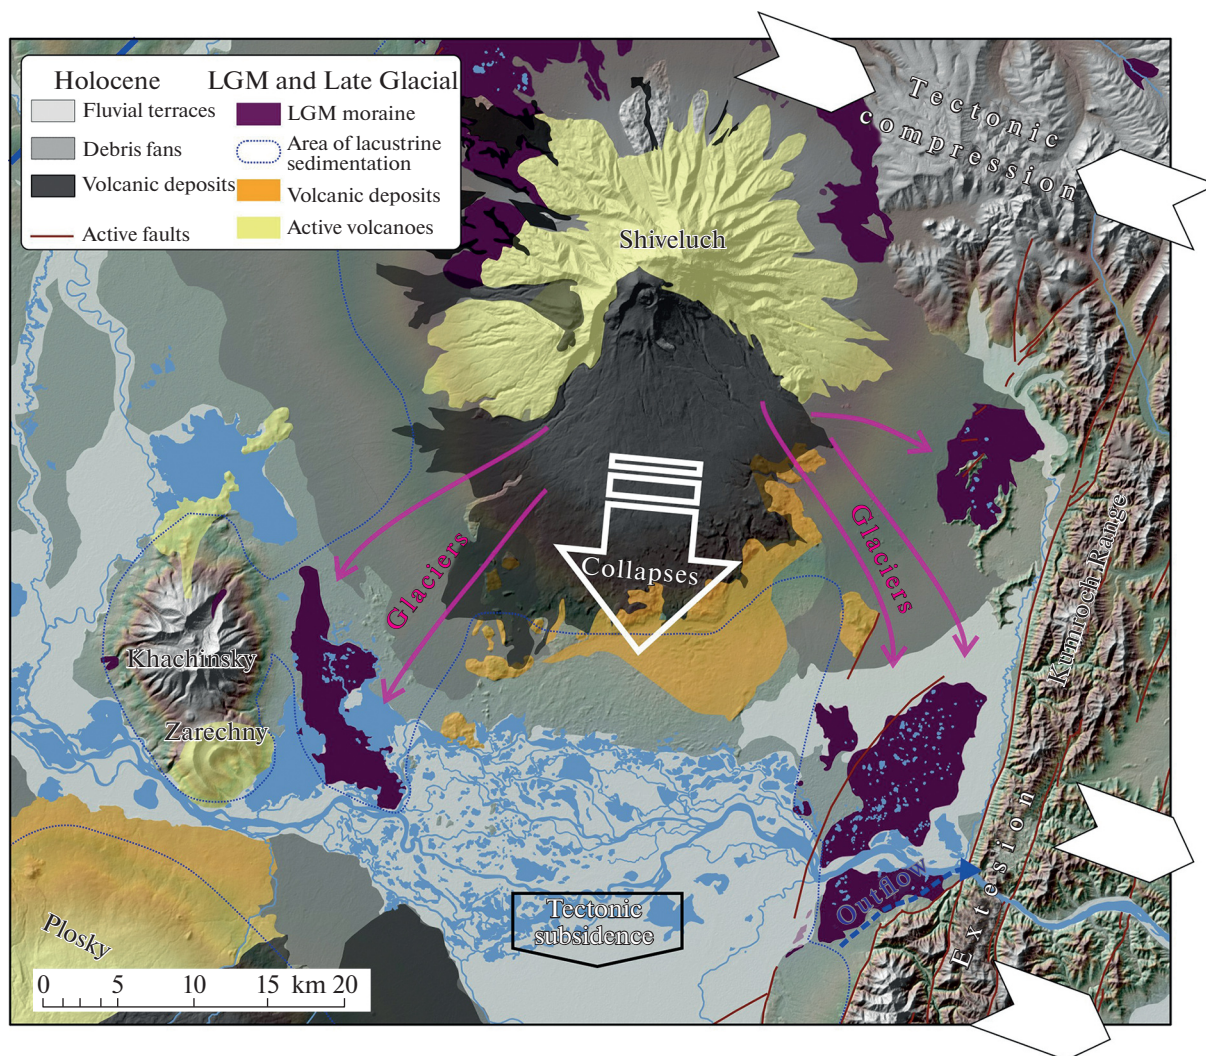 Holocene
Fluvial terraces
Debris fans
Volcanic deposits
Active faults
LGM and Late Glacial
LGM moraine
Area of lacustrine
sedimentation
Volcanic deposits
Active volcanoes
Tectonic
compression
Shiveluch
Glaciers
Collapses
Glaciers
Kumroch Range
Khachinsky
Zarechny
Extension
Outflow
Tectonic
subsidence
Plosky
0 5 10 15 km 20